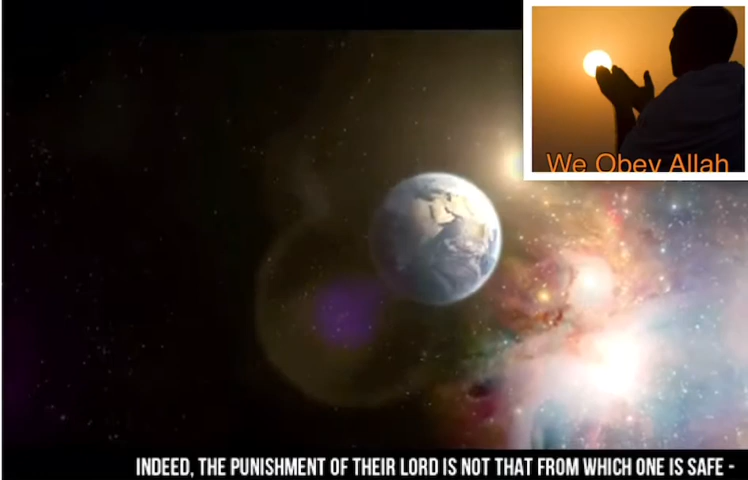 We Obey Allah
INDEED, THE PUNISHMENT OF THEIR LORD IS NOT THAT FROM WHICH ONE IS SAFE -